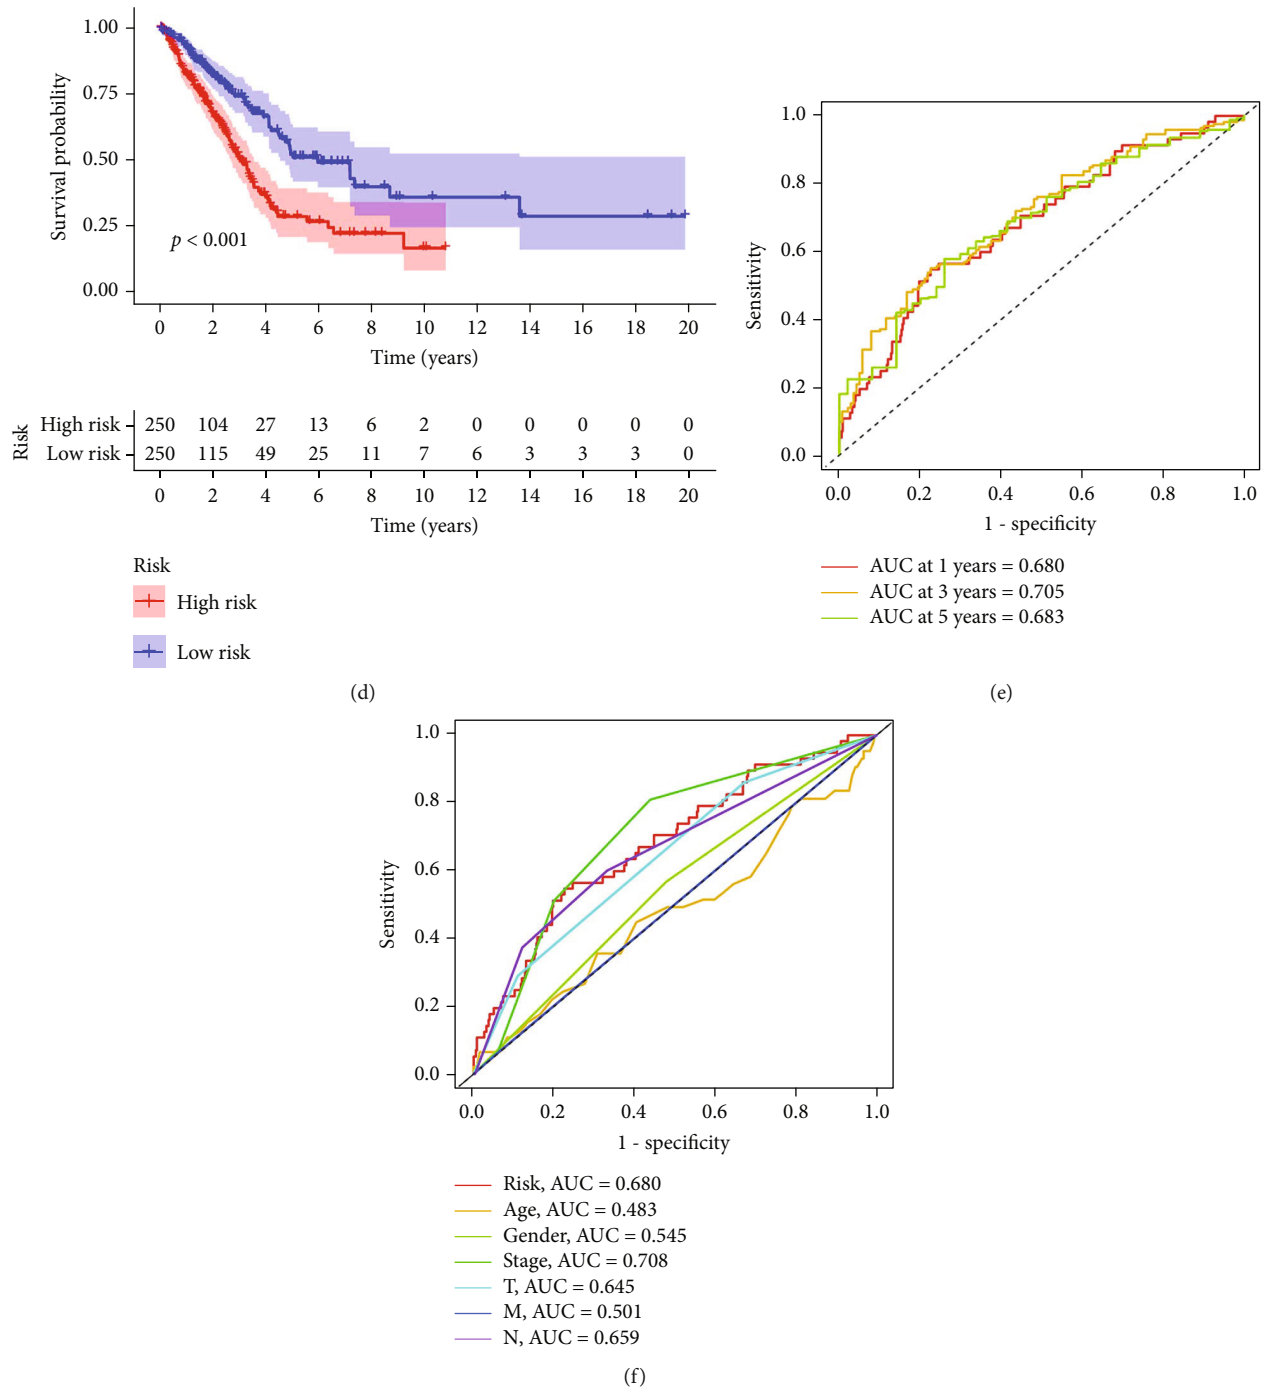 1.00
0.75
0.50
0.25
0.00
Survival probability
p < 0.001
0 2 4 6 8 10 12 14 16 18 20
Time (years)
Risk
High risk 250 104 27 13 6 2 0 0 0 0 0
Low risk 250 115 49 25 11 7 6 3 3 3 0
0 2 4 6 8 10 12 14 16 18 20
Time (years)
Risk
High risk
Low risk
(d)
1.0
0.8
0.6
0.4
0.2
0.0
Sensitivity
0.0 0.2 0.4 0.6 0.8 1.0
1 - specificity
AUC at 1 years = 0.680
AUC at 3 years = 0.705
AUC at 5 years = 0.683
(e)
1.0
0.8
0.6
0.4
0.2
0.0
Sensitivity
0.0 0.2 0.4 0.6 0.8 1.0
1 - specificity
Risk, AUC = 0.680
Age, AUC = 0.483
Gender, AUC = 0.545
Stage, AUC = 0.708
T, AUC = 0.645
M, AUC = 0.501
N, AUC = 0.659
(f)